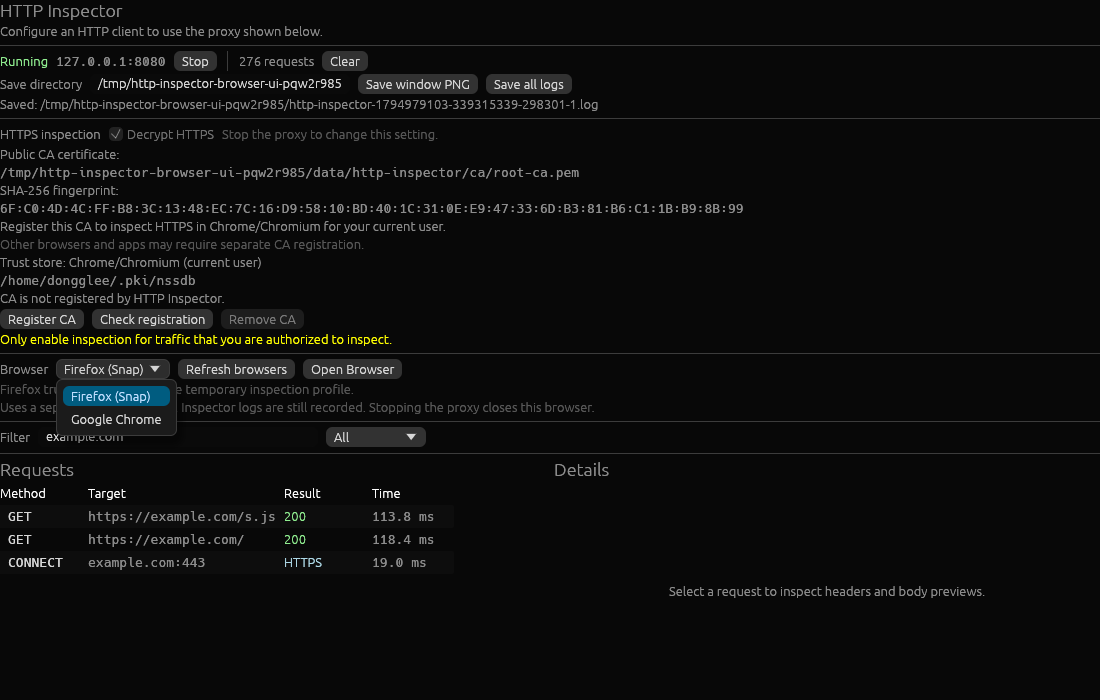 HTTP Inspector
Configure an HTTP client to use the proxy shown below.
Running 127.0.0.1:8080 Stop 276 requests Clear
Save directory /tmp/http-inspector-browser-ui-pqw2r985 Save window PNG Save all logs
Saved: /tmp/http-inspector-browser-ui-pqw2r985/http-inspector-1794979103-339315339-298301-1.log
HTTPS inspection ✓ Decrypt HTTPS Stop the proxy to change this setting.
Public CA certificate:
/tmp/http-inspector-browser-ui-pqw2r985/data/http-inspector/ca/root-ca.pem
SHA-256 fingerprint:
6F:C0:4D:4C:FF:B8:3C:13:48:EC:7C:16:D9:58:10:BD:40:1C:31:0E:E9:47:33:6D:B3:81:B6:C1:1B:B9:8B:99
Register this CA to inspect HTTPS in Chrome/Chromium for your current user.
Other browsers and apps may require separate CA registration.
Trust store: Chrome/Chromium (current user)
/home/dongglee/.pki/nssdb
CA is not registered by HTTP Inspector.
Register CA Check registration Remove CA
Only enable inspection for traffic that you are authorized to inspect.
Browser Firefox (Snap) Refresh browsers Open Browser
Firefox temporary inspection profile.
Firefox (Snap)
Uses a Inspector logs are still recorded. Stopping the proxy closes this browser.
Google Chrome
Filter example.com All
Requests Details
Method Target Result Time
GET https://example.com/s.js 200 113.8 ms
GET https://example.com/ 200 118.4 ms
CONNECT example.com:443 HTTPS 19.0 ms
Select a request to inspect headers and body previews.